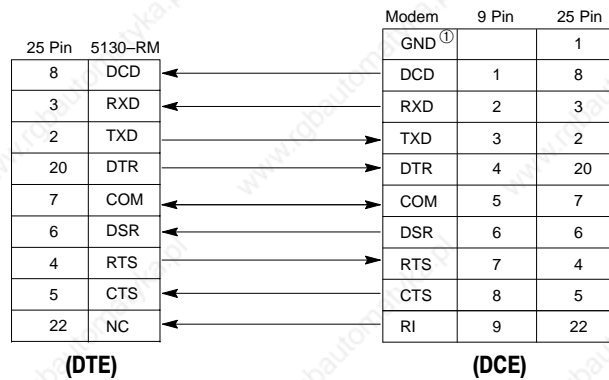 Modem 9 Pin 25 Pin
GND ① 1
25 Pin 5130–RM
8 DCD DCD 1 8
3 RXD RXD 2 3
2 TXD TXD 3 2
20 DTR DTR 4 20
7 COM COM 5 7
6 DSR DSR 6 6
4 RTS RTS 7 4
5 CTS CTS 8 5
22 NC RI 9 22
(DTE) (DCE)